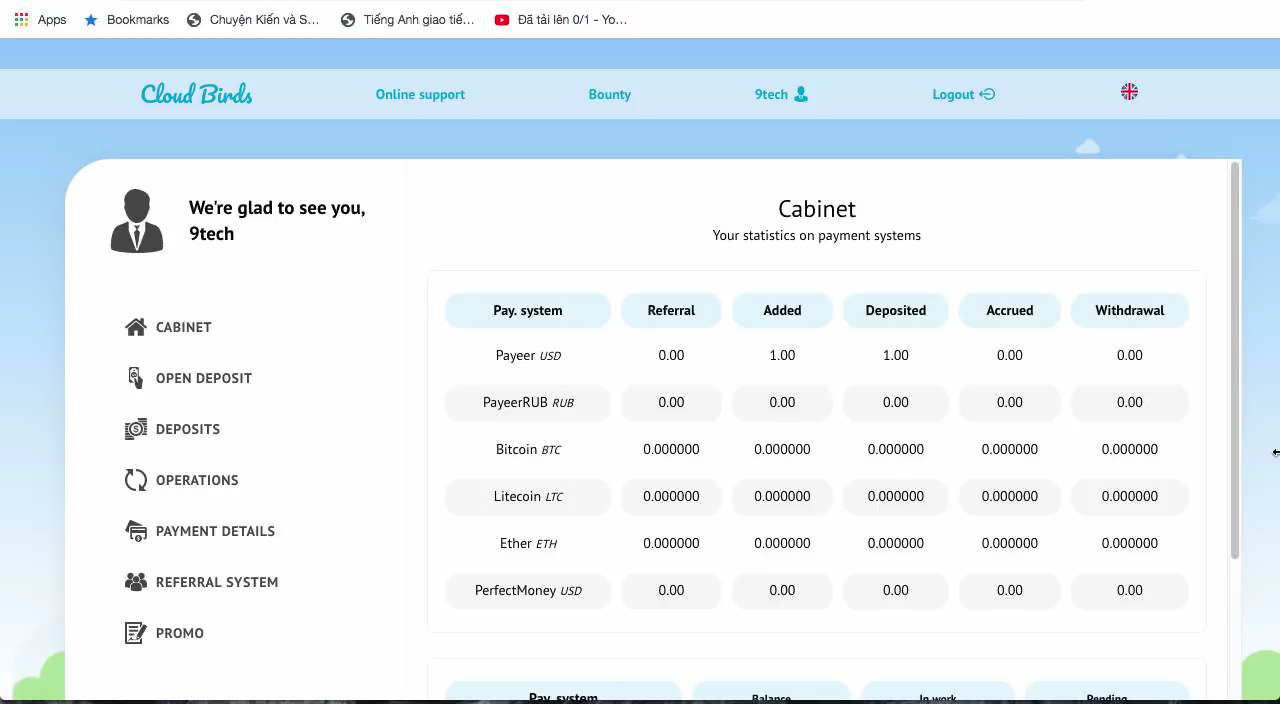 Apps Bookmarks Chuyện Kiến và S... Tiếng Anh giao tiế... Đã tải lên 0/1 - Yo...
Cloud Birds Online support Bounty 9tech Logout
We're glad to see you,
9tech
CABINET
OPEN DEPOSIT
DEPOSITS
OPERATIONS
PAYMENT DETAILS
REFERRAL SYSTEM
PROMO
Cabinet
Your statistics on payment systems
Pay. system Referral Added Deposited Accrued Withdrawal
Payeer USD 0.00 1.00 1.00 0.00 0.00
PayeerRUB RUB 0.00 0.00 0.00 0.00 0.00
Bitcoin BTC 0.000000 0.000000 0.000000 0.000000 0.000000
Litecoin LTC 0.000000 0.000000 0.000000 0.000000 0.000000
Ether ETH 0.000000 0.000000 0.000000 0.000000 0.000000
PerfectMoney USD 0.00 0.00 0.00 0.00 0.00
Pay. system Balance In work Pending